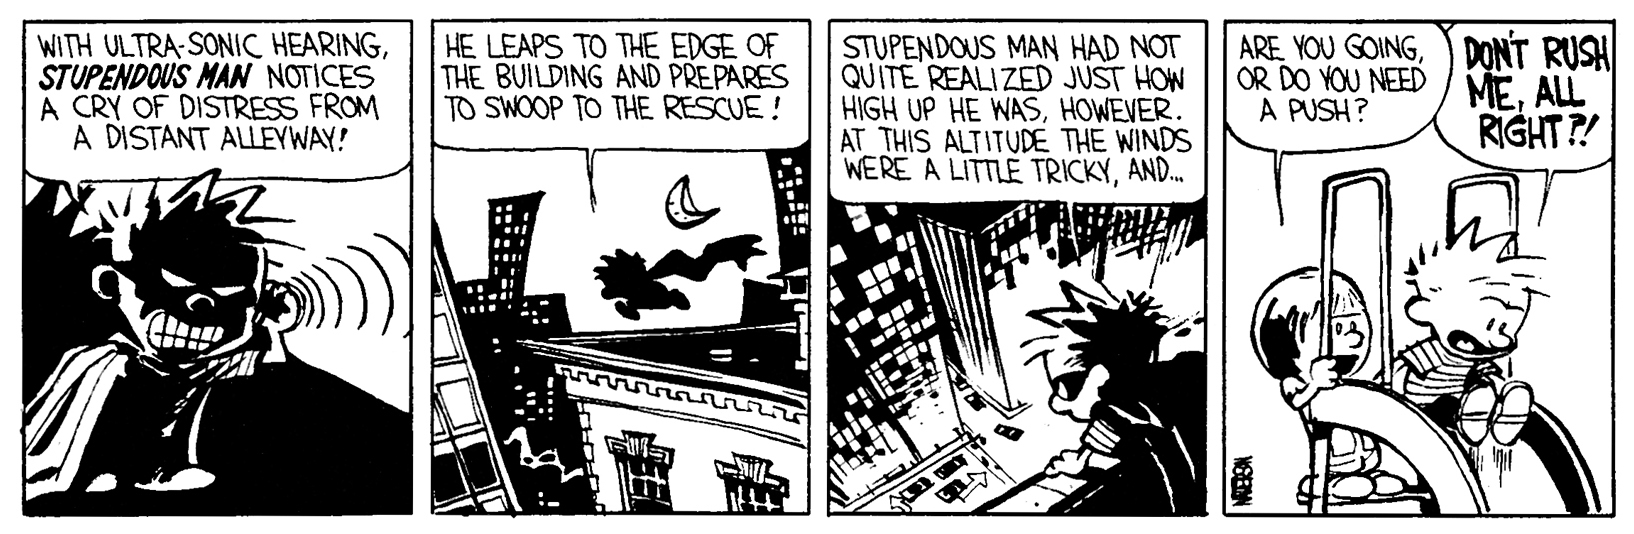 WITH ULTRA-SONIC HEARING,
STUPENDOUS MAN NOTICES
A CRY OF DISTRESS FROM
A DISTANT ALLEYWAY!
HE LEAPS TO THE EDGE OF
THE BUILDING AND PREPARES
TO SWOOP TO THE RESCUE!
STUPENDOUS MAN HAD NOT
QUITE REALIZED JUST HOW
HIGH UP HE WAS, HOWEVER.
AT THIS ALTITUDE THE WINDS
WERE A LITTLE TRICKY, AND...
ARE YOU GOING,
OR DO YOU NEED
A PUSH?
DON'T RUSH
ME, ALL
RIGHT?!